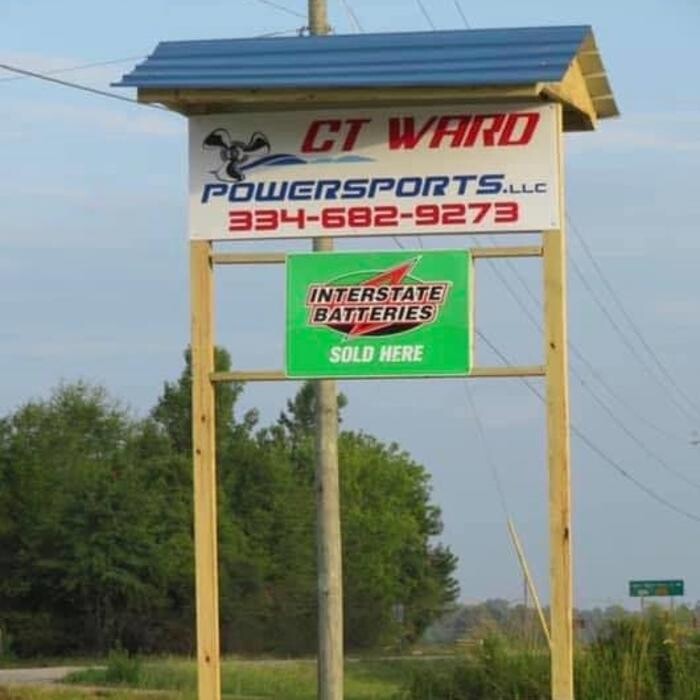 CT WARD
POWERSPORTS.LLC
334-682-9273
INTERSTATE
BATTERIES
SOLD HERE